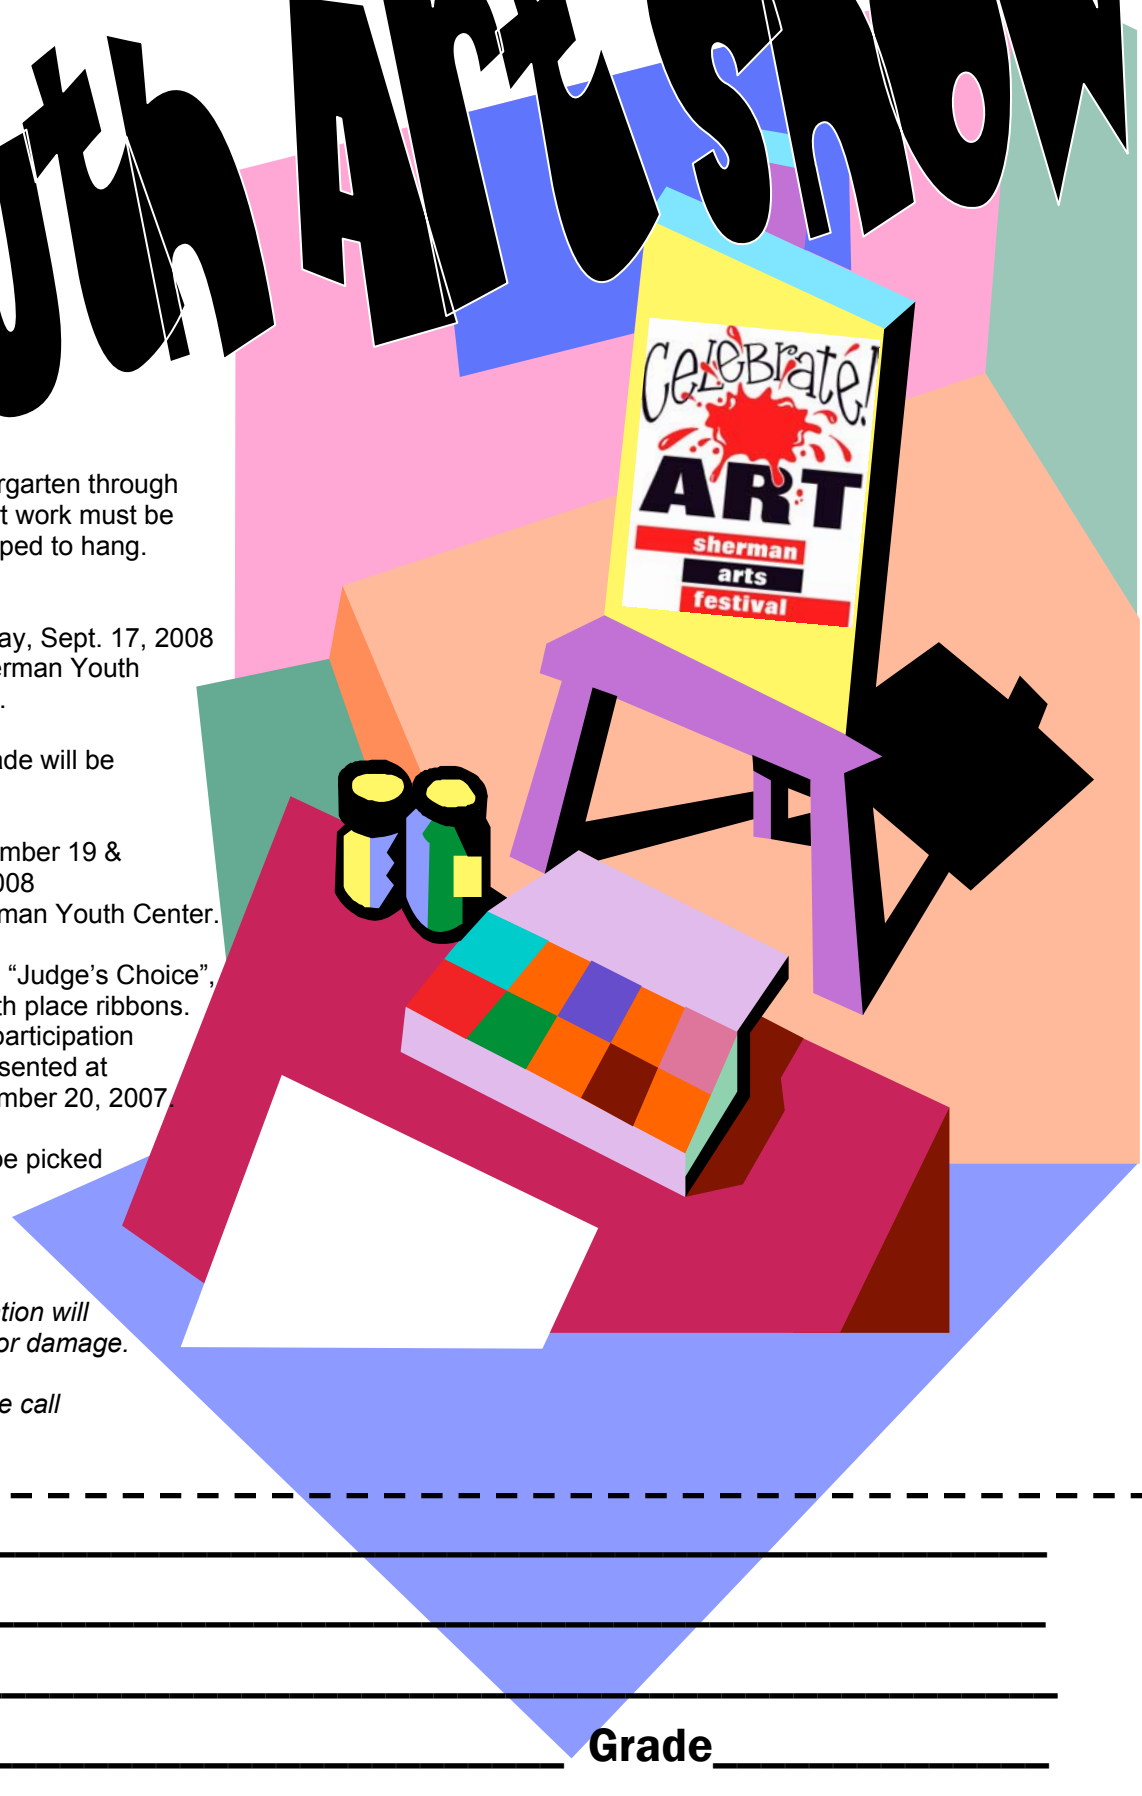 uth Art Show
CeLeBrate!
ART
sherman
arts
festival
rgarten through
t work must be
ped to hang.
ay, Sept. 17, 2008
erman Youth
.
ade will be
mber 19 &
008
man Youth Center.
“Judge’s Choice”,
th place ribbons.
participation
sented at
mber 20, 2007.
be picked
tion will
or damage.
e call
Grade